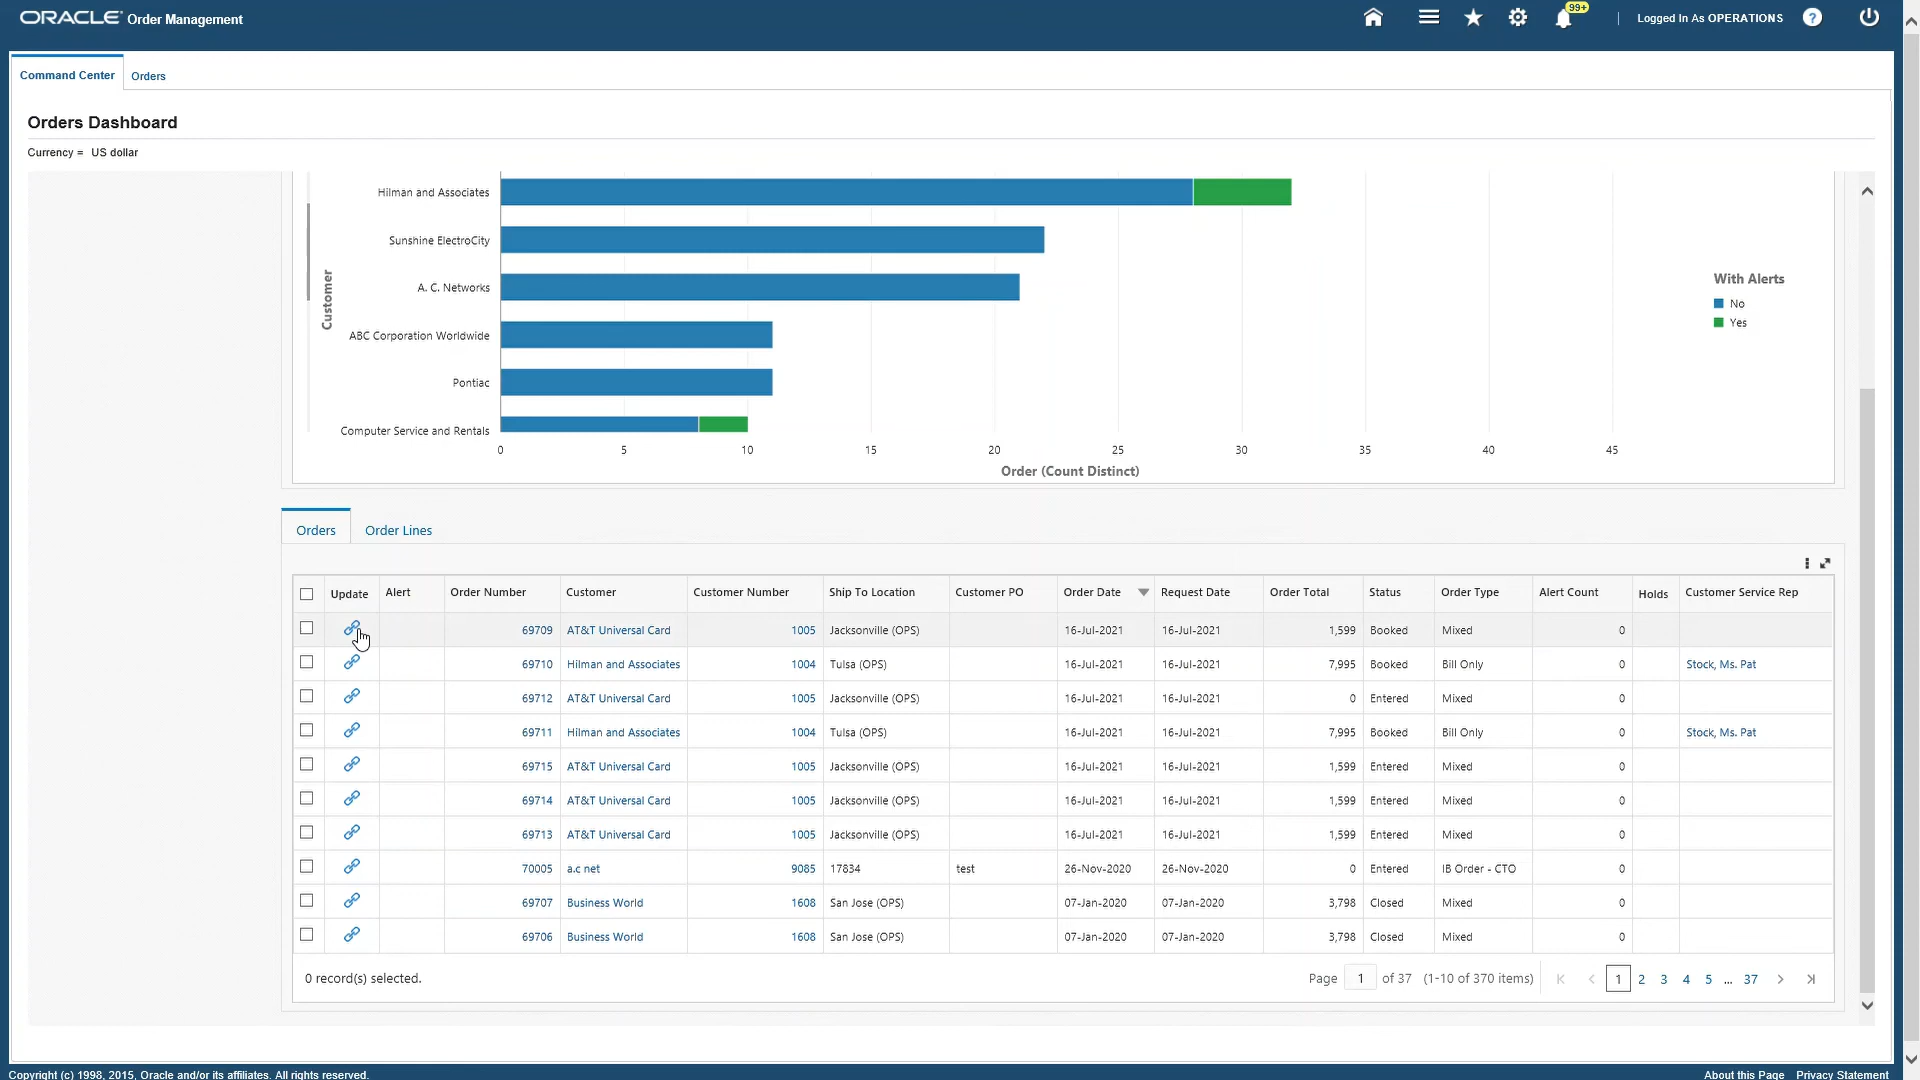 ORACLE Order Management
99+
Logged In As OPERATIONS
?
Command Center
Orders
Orders Dashboard
Currency = US dollar
Customer
Hilman and Associates
Sunshine ElectroCity
A. C. Networks
ABC Corporation Worldwide
Pontiac
Computer Service and Rentals
0 5 10 15 20 25 30 35 40 45
Order (Count Distinct)
With Alerts
No
Yes
Orders
Order Lines
Update Alert Order Number Customer Customer Number Ship To Location Customer PO Order Date Request Date Order Total Status Order Type Alert Count Holds Customer Service Rep
69709 AT&T Universal Card 1005 Jacksonville (OPS) 16-Jul-2021 16-Jul-2021 1,599 Booked Mixed 0
69710 Hilman and Associates 1004 Tulsa (OPS) 16-Jul-2021 16-Jul-2021 7,995 Booked Bill Only 0 Stock, Ms. Pat
69712 AT&T Universal Card 1005 Jacksonville (OPS) 16-Jul-2021 16-Jul-2021 0 Entered Mixed 0
69711 Hilman and Associates 1004 Tulsa (OPS) 16-Jul-2021 16-Jul-2021 7,995 Booked Bill Only 0 Stock, Ms. Pat
69715 AT&T Universal Card 1005 Jacksonville (OPS) 16-Jul-2021 16-Jul-2021 1,599 Entered Mixed 0
69714 AT&T Universal Card 1005 Jacksonville (OPS) 16-Jul-2021 16-Jul-2021 1,599 Entered Mixed 0
69713 AT&T Universal Card 1005 Jacksonville (OPS) 16-Jul-2021 16-Jul-2021 1,599 Entered Mixed 0
70005 a.c net 9085 17834 test 26-Nov-2020 26-Nov-2020 0 Entered IB Order - CTO 0
69707 Business World 1608 San Jose (OPS) 07-Jan-2020 07-Jan-2020 3,798 Closed Mixed 0
69706 Business World 1608 San Jose (OPS) 07-Jan-2020 07-Jan-2020 3,798 Closed Mixed 0
0 record(s) selected.
Page 1 of 37 (1-10 of 370 items) 1 2 3 4 5 ... 37
Copyright (c) 1998, 2015, Oracle and/or its affiliates. All rights reserved.
About this Page Privacy Statement